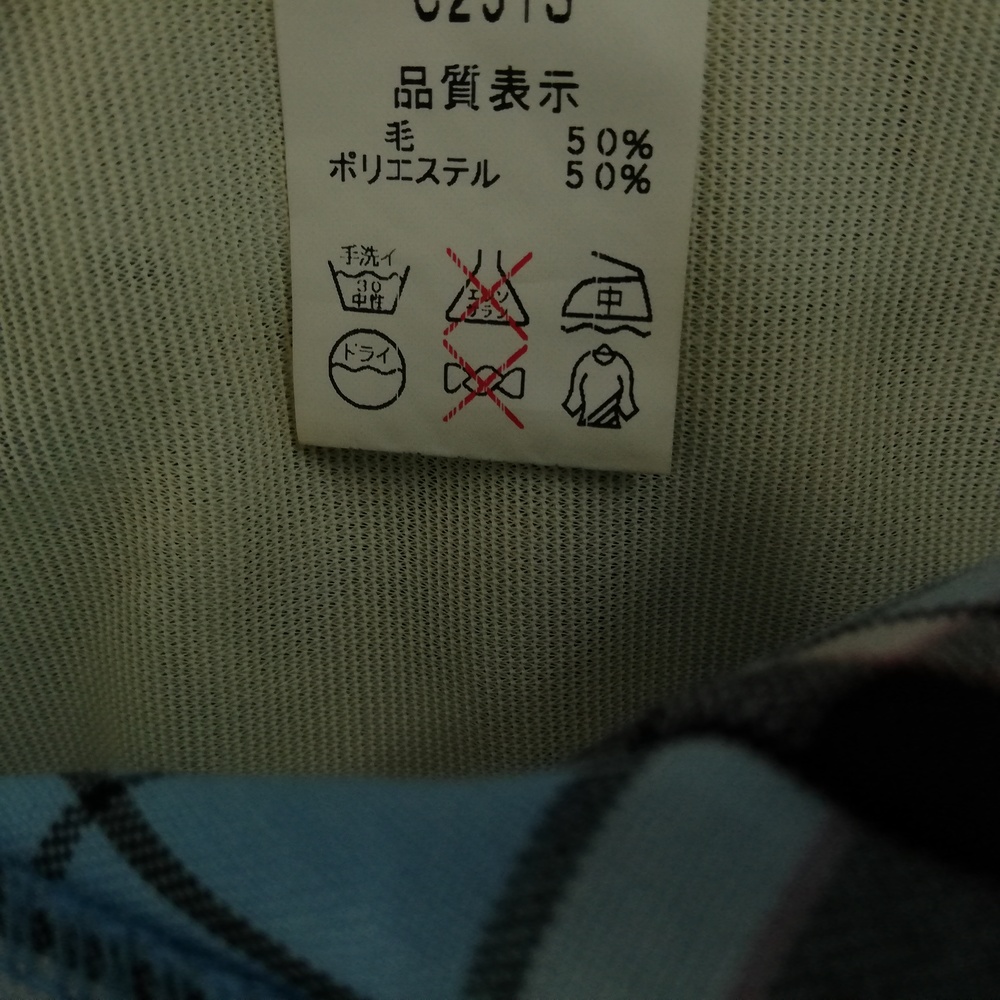 品質表示
毛 50%
ポリエステル 50%
手洗イ
30
中性
エンソ
サラシ
中
ドライ